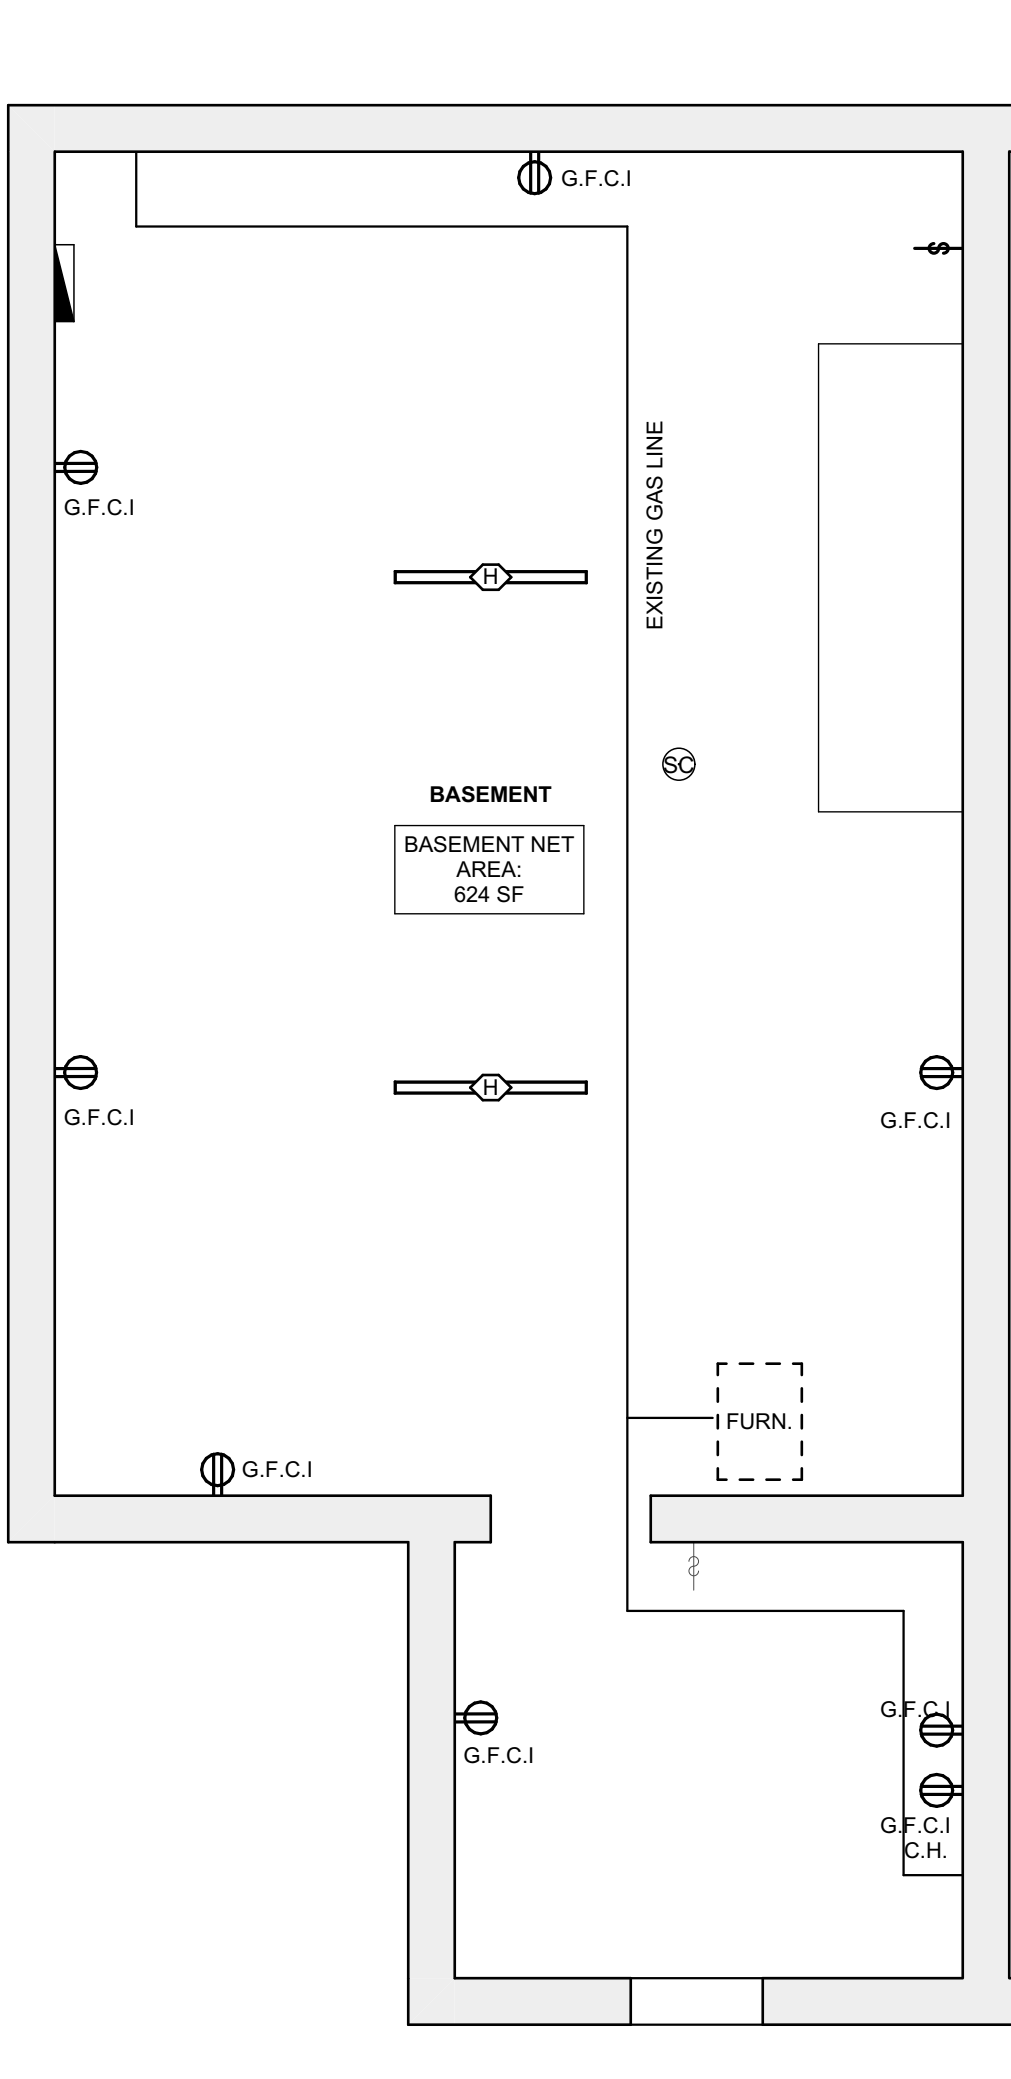 G.F.C.I
S
EXISTING GAS LINE
G.F.C.I
H
SC
BASEMENT
BASEMENT NET
AREA:
624 SF
H
G.F.C.I
G.F.C.I
FURN.
G.F.C.I
S
G.F.C.I
G.F.C.I
G.F.C.I
C.H.